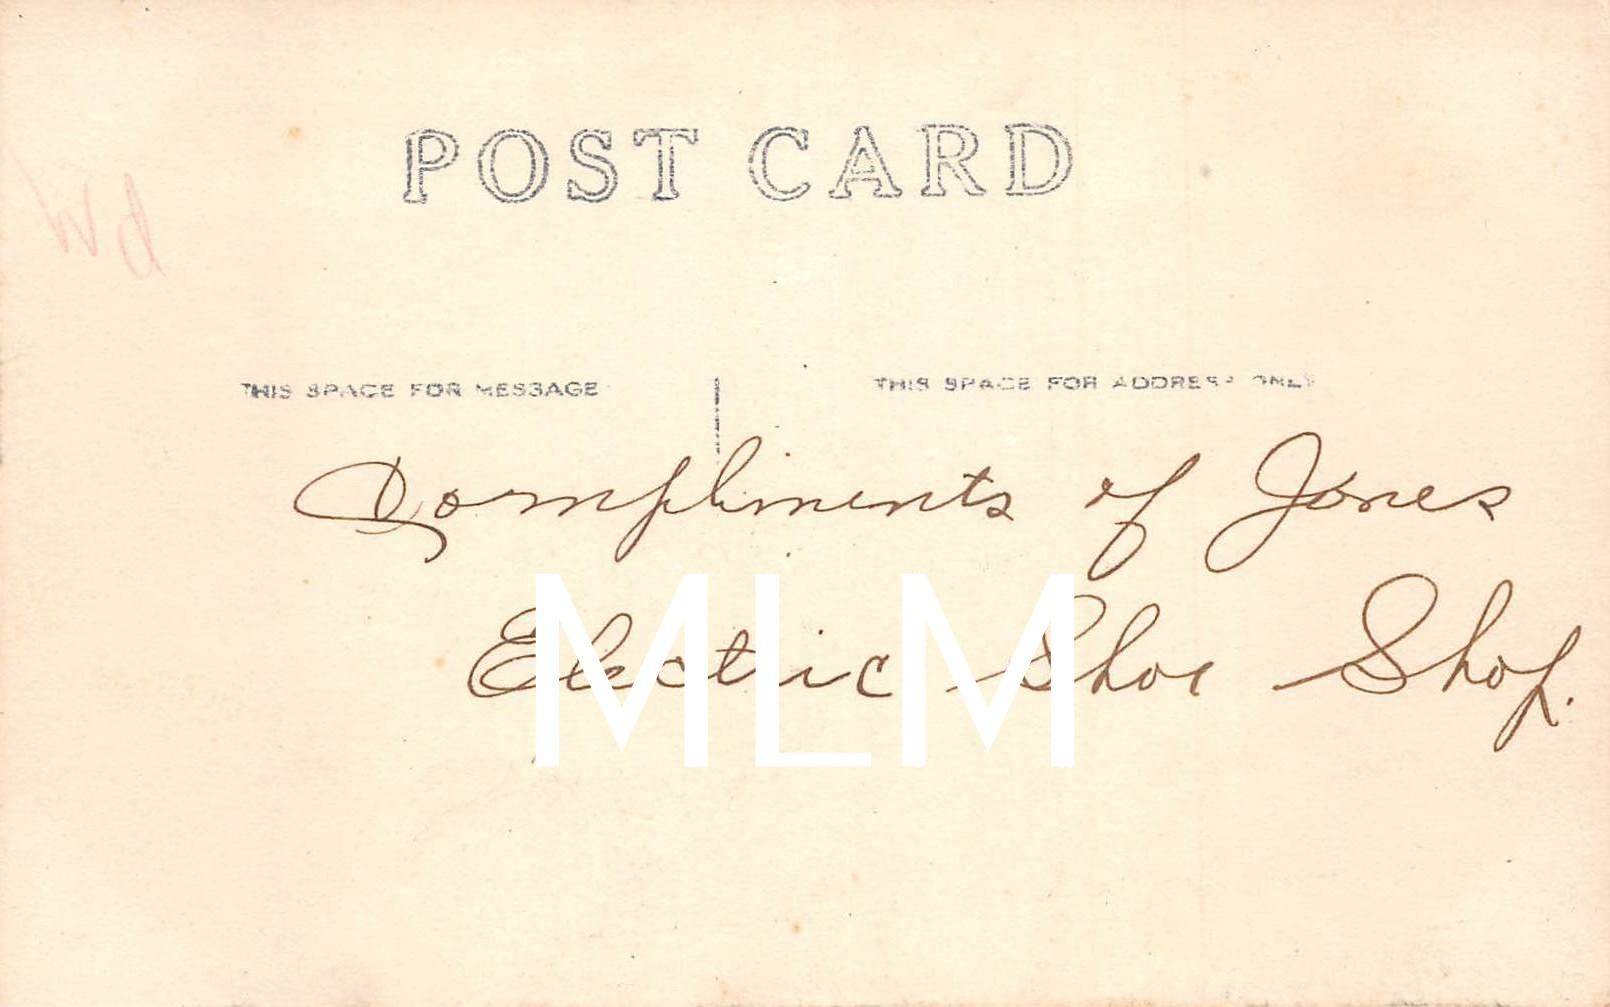 POST CARD
THIS SPACE FOR MESSAGE
THIS SPACE FOR ADDRESS ONLY
Compliments of Jones
Electric Shoe Shop.
MLM